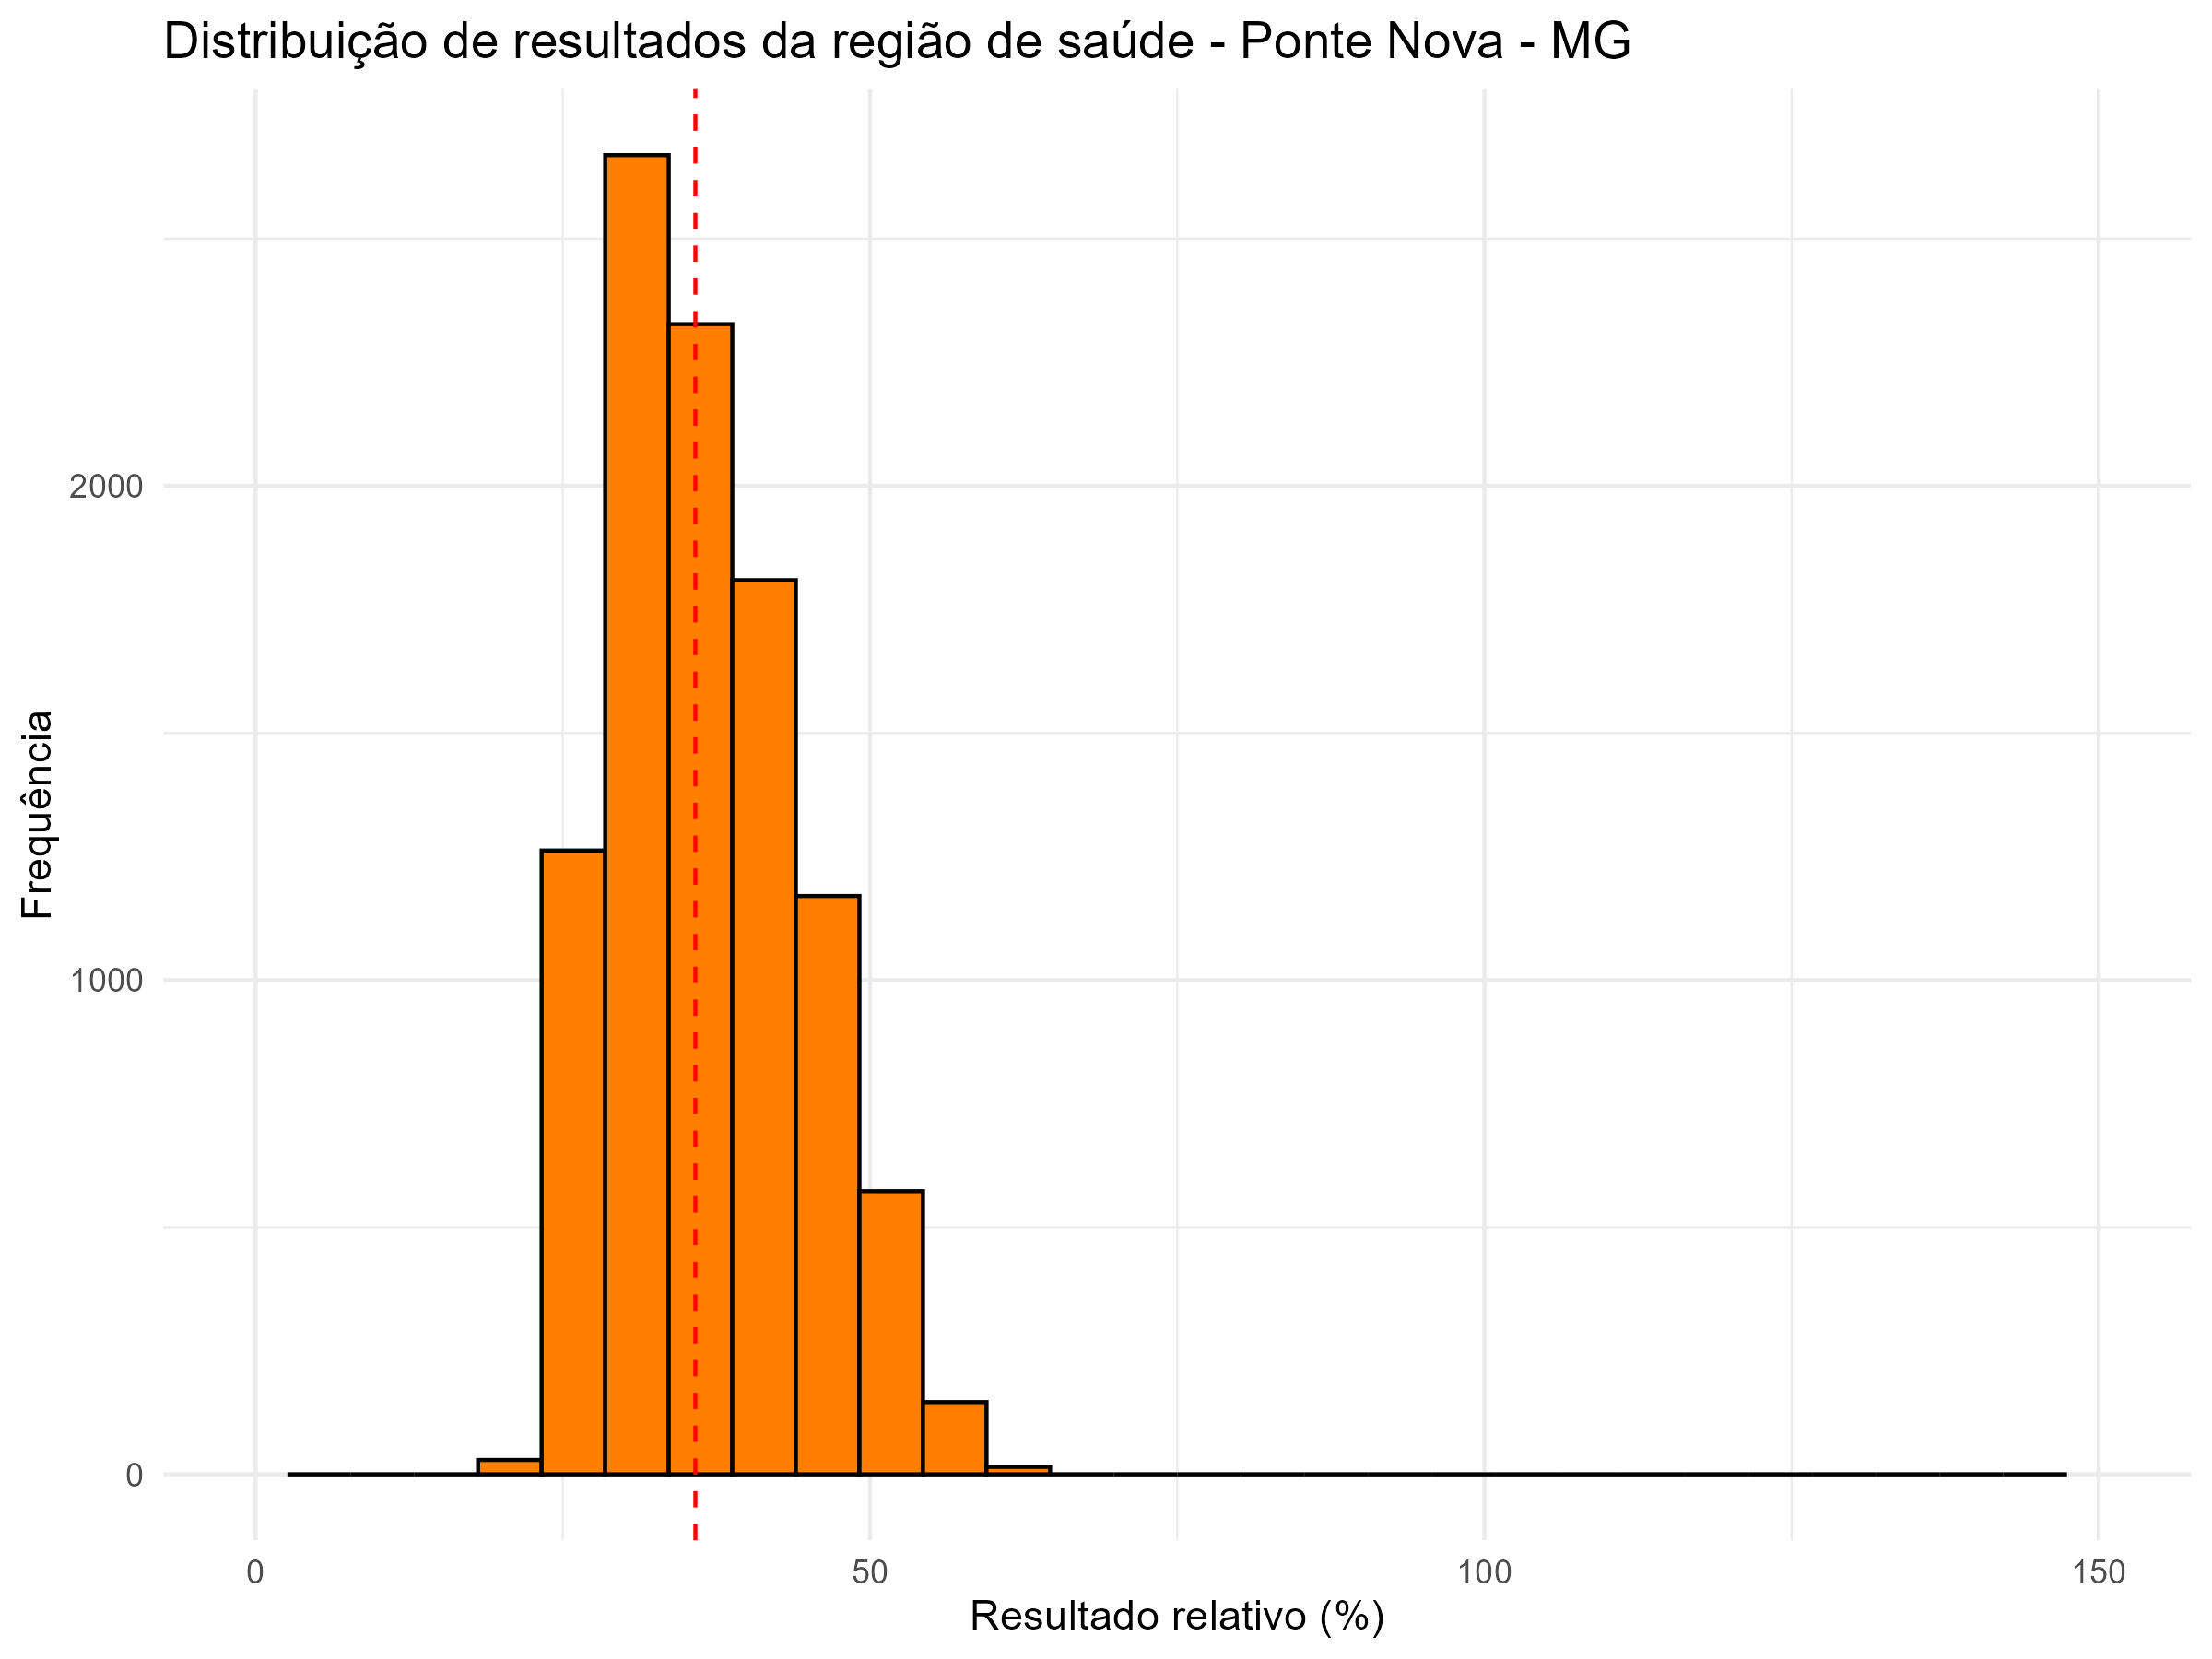 Distribuição de resultados da região de saúde - Ponte Nova - MG
Frequência
2000
1000
0
0 50 100 150
Resultado relativo (%)